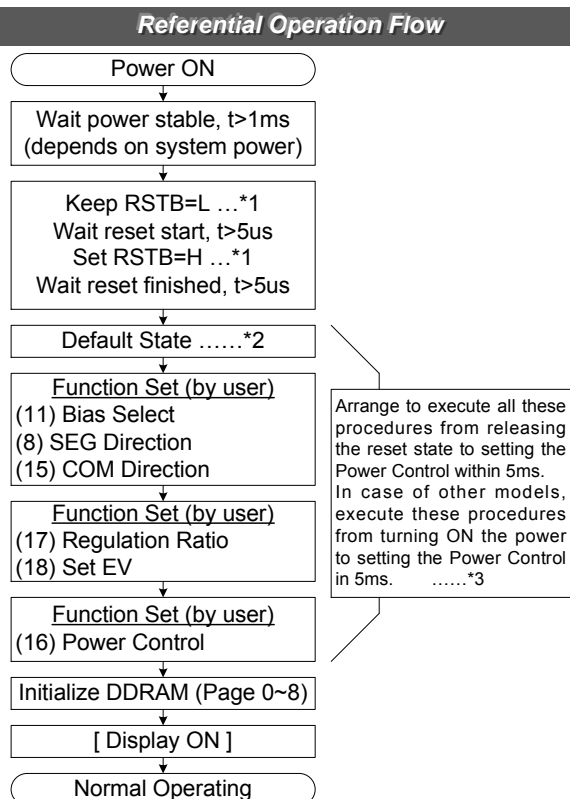 Referential Operation Flow
Power ON
Wait power stable, t>1ms
(depends on system power)
Keep RSTB=L …*1
Wait reset start, t>5us
Set RSTB=H …*1
Wait reset finished, t>5us
Default State ……*2
Function Set (by user)
(11) Bias Select
(8) SEG Direction
(15) COM Direction
Function Set (by user)
(17) Regulation Ratio
(18) Set EV
Function Set (by user)
(16) Power Control
Arrange to execute all these
procedures from releasing
the reset state to setting the
Power Control within 5ms.
In case of other models,
execute these procedures
from turning ON the power
to setting the Power Control
in 5ms. ……*3
Initialize DDRAM (Page 0~8)
[ Display ON ]
Normal Operating